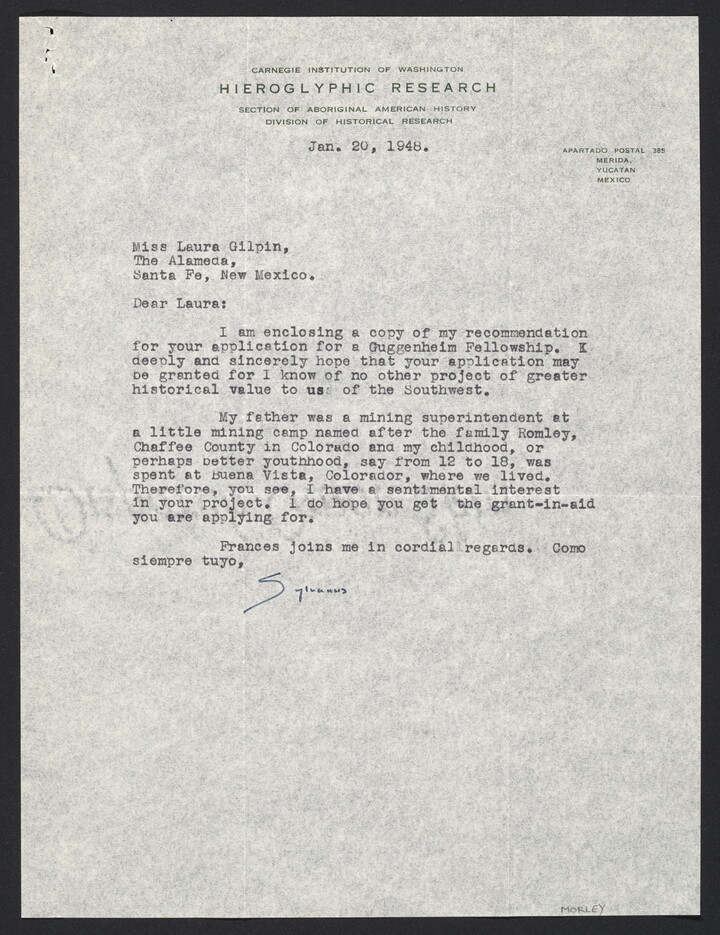 CARNEGIE INSTITUTION OF WASHINGTON
HIEROGLYPHIC RESEARCH
SECTION OF ABORIGINAL AMERICAN HISTORY
DIVISION OF HISTORICAL RESEARCH
Jan. 20, 1948.
APARTADO POSTAL 385
MERIDA,
YUCATAN
MEXICO
Miss Laura Gilpin,
The Alameda,
Santa Fe, New Mexico.
Dear Laura:
I am enclosing a copy of my recommendation
for your application for a Guggenheim Fellowship. I
deeply and sincerely hope that your application may
be granted for I know of no other project of greater
historical value to us of the Southwest.
My father was a mining superintendent at
a little mining camp named after the family Romley,
Chaffee County in Colorado and my childhood, or
perhaps better youthhood, say from 12 to 18, was
spent at Buena Vista, Colorador, where we lived.
Therefore, you see, I have a sentimental interest
in your project. I do hope you get the grant-in-aid
you are applying for.
Frances joins me in cordial regards. Como
siempre tuyo,
Sylvanus
MORLEY